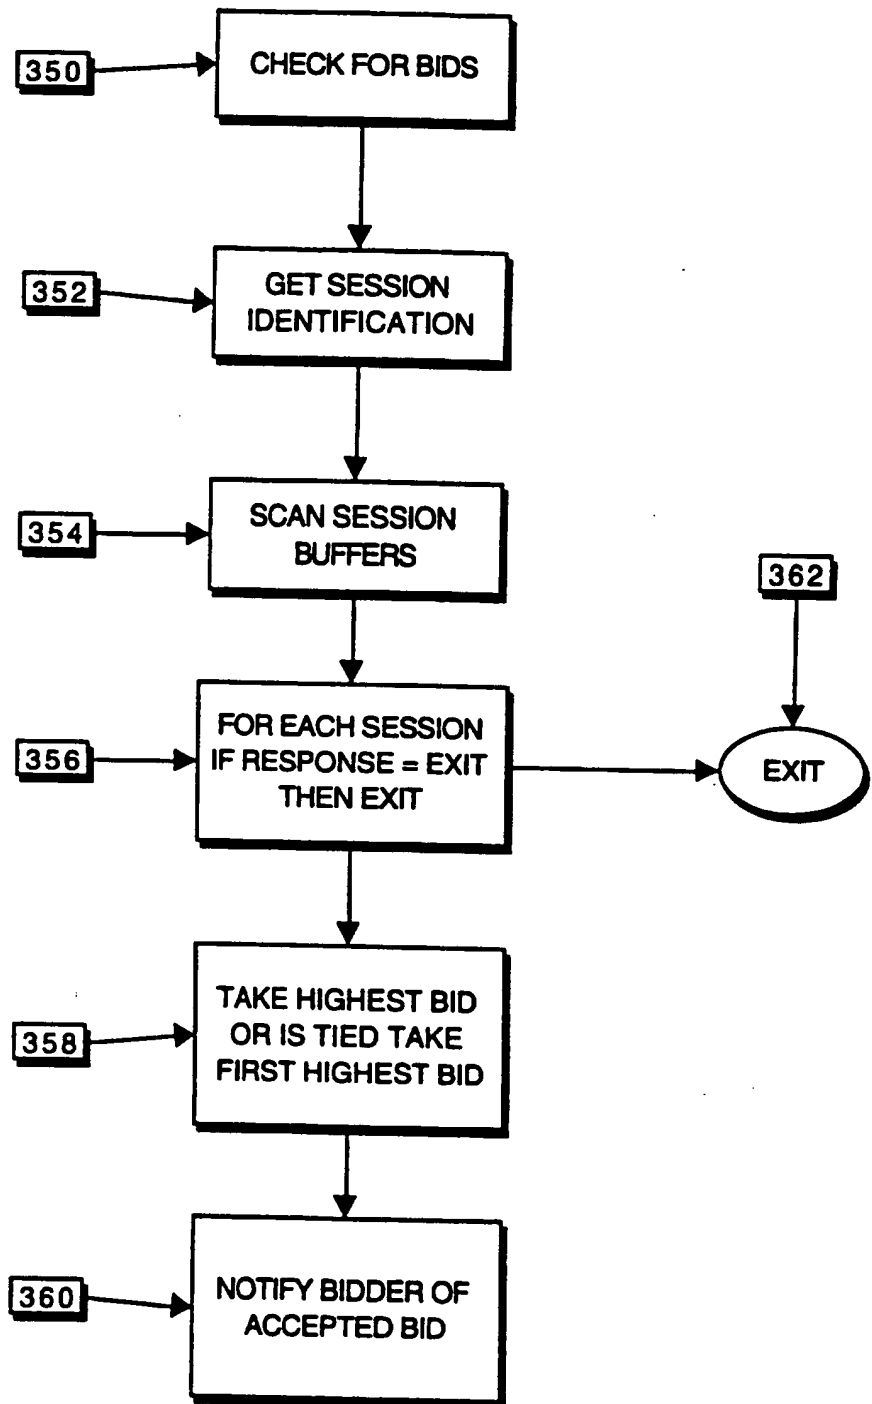 350
CHECK FOR BIDS
352
GET SESSION
IDENTIFICATION
354
SCAN SESSION
BUFFERS
362
356
FOR EACH SESSION
IF RESPONSE = EXIT
THEN EXIT
EXIT
358
TAKE HIGHEST BID
OR IS TIED TAKE
FIRST HIGHEST BID
360
NOTIFY BIDDER OF
ACCEPTED BID